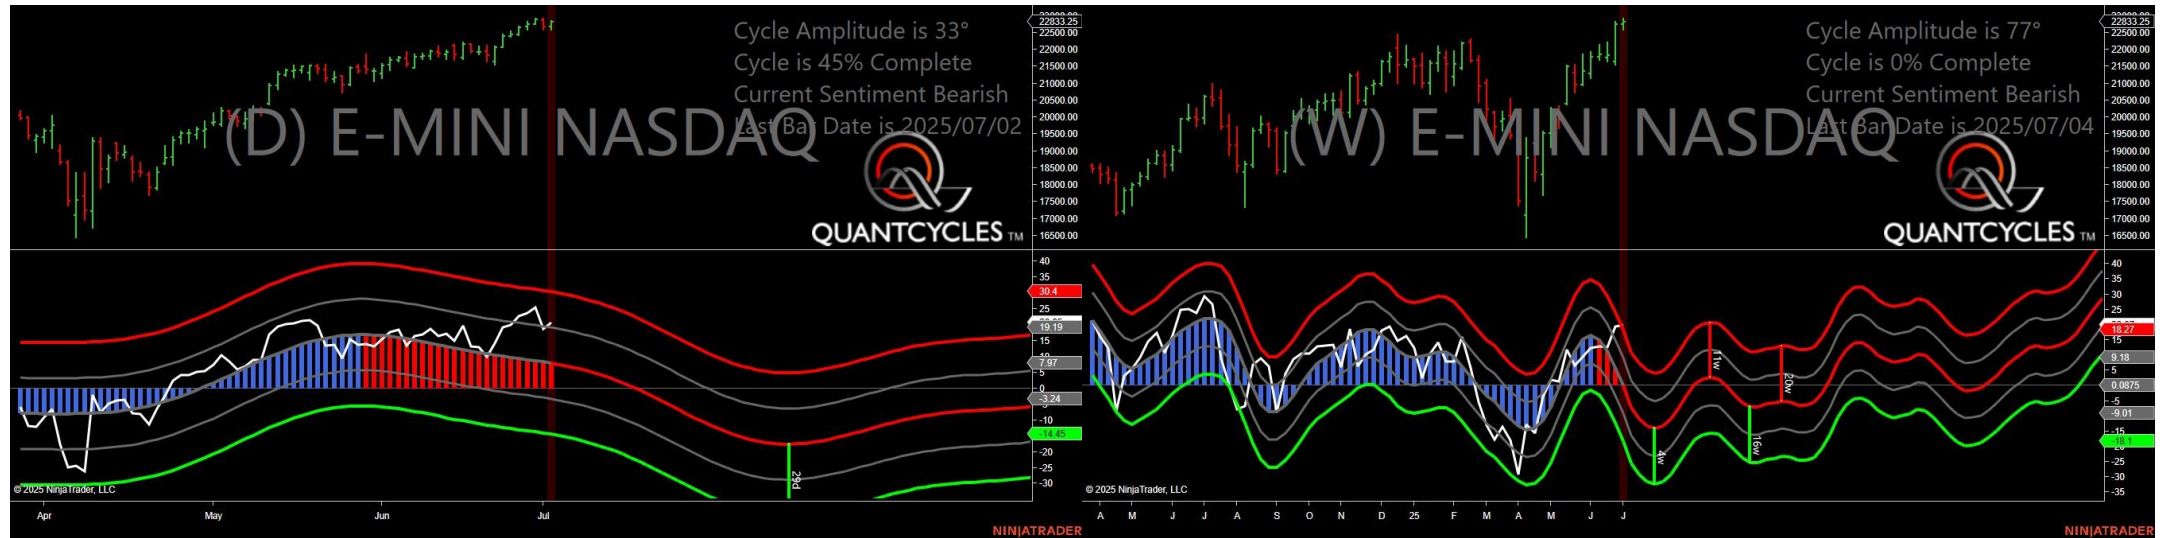 Cycle Amplitude is 33°
Cycle is 45% Complete
Current Sentiment Bearish
Last Bar Date is 2025/07/02
(D) E-MINI NASDAQ
QUANTCYCLES TM
22833.25
22500.00
22000.00
21500.00
21000.00
20500.00
20000.00
19500.00
19000.00
18500.00
18000.00
17500.00
17000.00
16500.00
40
35
30.4
25
19.19
15
10
7.97
5
0
-3.24
-10
-14.45
-20
-25
-30
29d
© 2025 NinjaTrader, LLC
Apr May Jun Jul
NINJATRADER
Cycle Amplitude is 77°
Cycle is 0% Complete
Current Sentiment Bearish
Last Bar Date is 2025/07/04
(W) E-MINI NASDAQ
QUANTCYCLES TM
22833.25
22500.00
22000.00
21500.00
21000.00
20500.00
20000.00
19500.00
19000.00
18500.00
18000.00
17500.00
17000.00
16500.00
40
35
30
25
18.27
15
9.18
5
0.0875
-5
-9.01
-15
-18.1
-25
-30
-35
11w
20w
4w
16w
© 2025 NinjaTrader, LLC
A M J J A S O N D 25 F M A M J J
NINJATRADER